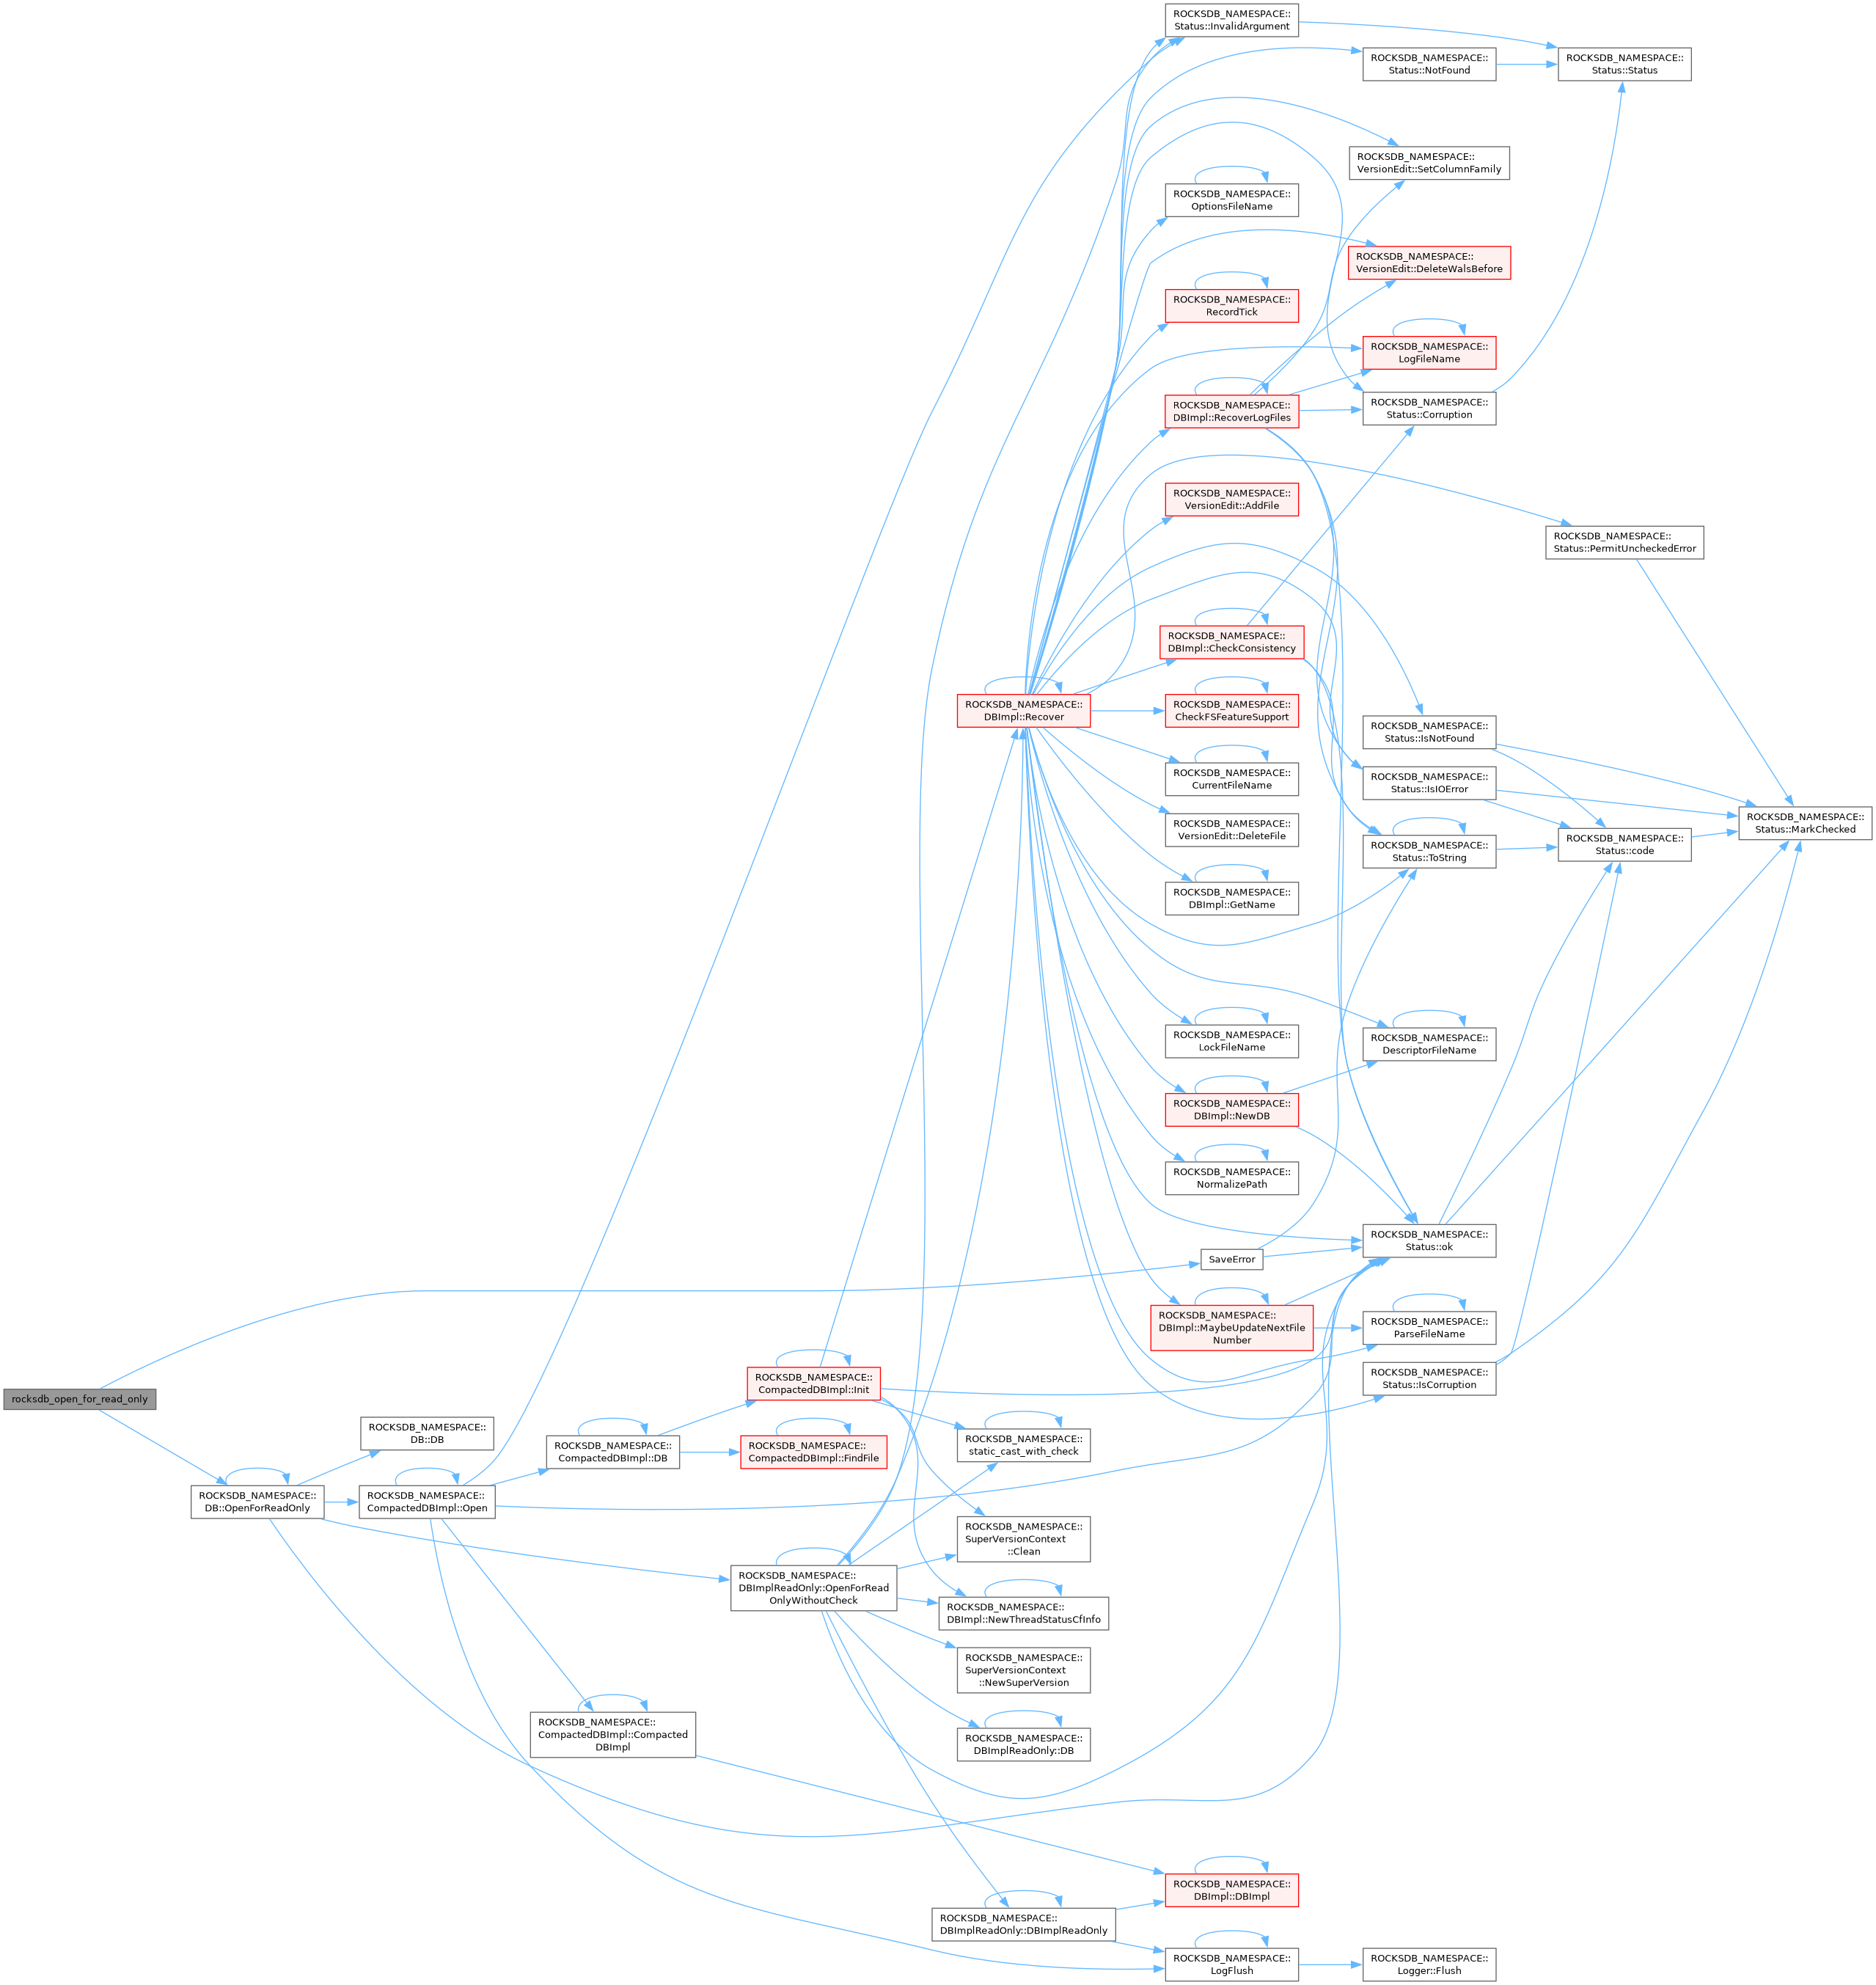 rocksdb_open_for_read_only
ROCKSDB_NAMESPACE::
DB::OpenForReadOnly
ROCKSDB_NAMESPACE::
DB::DB
ROCKSDB_NAMESPACE::
CompactedDBImpl::Open
ROCKSDB_NAMESPACE::
CompactedDBImpl::DB
ROCKSDB_NAMESPACE::
CompactedDBImpl::Compacted
DBImpl
ROCKSDB_NAMESPACE::
CompactedDBImpl::Init
ROCKSDB_NAMESPACE::
CompactedDBImpl::FindFile
ROCKSDB_NAMESPACE::
DBImplReadOnly::OpenForRead
OnlyWithoutCheck
ROCKSDB_NAMESPACE::
DBImpl::Recover
ROCKSDB_NAMESPACE::
static_cast_with_check
ROCKSDB_NAMESPACE::
SuperVersionContext
::Clean
ROCKSDB_NAMESPACE::
DBImpl::NewThreadStatusCfInfo
ROCKSDB_NAMESPACE::
SuperVersionContext
::NewSuperVersion
ROCKSDB_NAMESPACE::
DBImplReadOnly::DB
ROCKSDB_NAMESPACE::
DBImplReadOnly::DBImplReadOnly
ROCKSDB_NAMESPACE::
Status::InvalidArgument
ROCKSDB_NAMESPACE::
OptionsFileName
ROCKSDB_NAMESPACE::
RecordTick
ROCKSDB_NAMESPACE::
DBImpl::RecoverLogFiles
ROCKSDB_NAMESPACE::
VersionEdit::AddFile
ROCKSDB_NAMESPACE::
DBImpl::CheckConsistency
ROCKSDB_NAMESPACE::
CheckFSFeatureSupport
ROCKSDB_NAMESPACE::
CurrentFileName
ROCKSDB_NAMESPACE::
VersionEdit::DeleteFile
ROCKSDB_NAMESPACE::
DBImpl::GetName
ROCKSDB_NAMESPACE::
LockFileName
ROCKSDB_NAMESPACE::
DBImpl::NewDB
ROCKSDB_NAMESPACE::
NormalizePath
SaveError
ROCKSDB_NAMESPACE::
DBImpl::MaybeUpdateNextFile
Number
ROCKSDB_NAMESPACE::
DBImpl::DBImpl
ROCKSDB_NAMESPACE::
LogFlush
ROCKSDB_NAMESPACE::
Status::NotFound
ROCKSDB_NAMESPACE::
VersionEdit::SetColumnFamily
ROCKSDB_NAMESPACE::
VersionEdit::DeleteWalsBefore
ROCKSDB_NAMESPACE::
LogFileName
ROCKSDB_NAMESPACE::
Status::Corruption
ROCKSDB_NAMESPACE::
Status::IsNotFound
ROCKSDB_NAMESPACE::
Status::IsIOError
ROCKSDB_NAMESPACE::
Status::ToString
ROCKSDB_NAMESPACE::
DescriptorFileName
ROCKSDB_NAMESPACE::
Status::ok
ROCKSDB_NAMESPACE::
ParseFileName
ROCKSDB_NAMESPACE::
Status::IsCorruption
ROCKSDB_NAMESPACE::
Logger::Flush
ROCKSDB_NAMESPACE::
Status::Status
ROCKSDB_NAMESPACE::
Status::PermitUncheckedError
ROCKSDB_NAMESPACE::
Status::code
ROCKSDB_NAMESPACE::
Status::MarkChecked